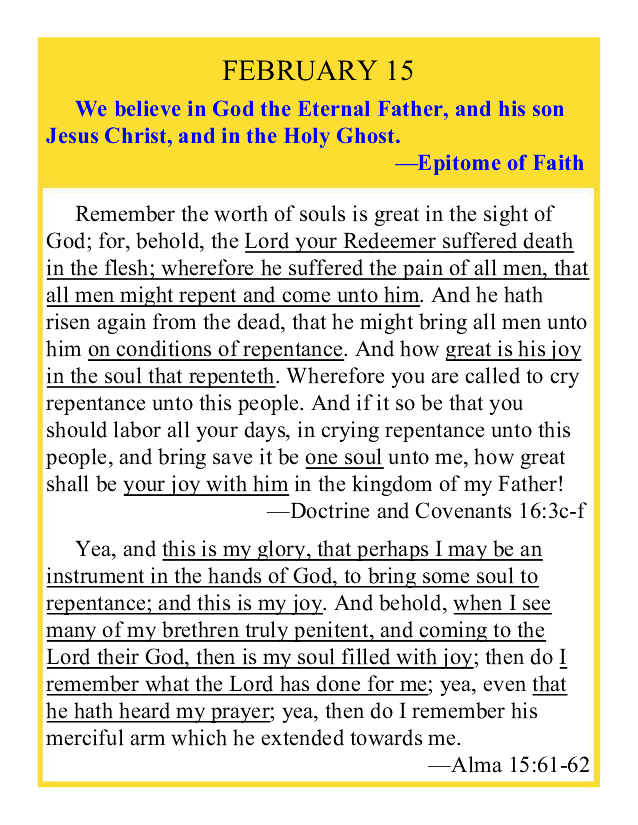 FEBRUARY 15
We believe in God the Eternal Father, and his son
Jesus Christ, and in the Holy Ghost.
—Epitome of Faith
Remember the worth of souls is great in the sight of
God; for, behold, the Lord your Redeemer suffered death
in the flesh; wherefore he suffered the pain of all men, that
all men might repent and come unto him. And he hath
risen again from the dead, that he might bring all men unto
him on conditions of repentance. And how great is his joy
in the soul that repenteth. Wherefore you are called to cry
repentance unto this people. And if it so be that you
should labor all your days, in crying repentance unto this
people, and bring save it be one soul unto me, how great
shall be your joy with him in the kingdom of my Father!
—Doctrine and Covenants 16:3c-f
Yea, and this is my glory, that perhaps I may be an
instrument in the hands of God, to bring some soul to
repentance; and this is my joy. And behold, when I see
many of my brethren truly penitent, and coming to the
Lord their God, then is my soul filled with joy; then do I
remember what the Lord has done for me; yea, even that
he hath heard my prayer; yea, then do I remember his
merciful arm which he extended towards me.
—Alma 15:61-62